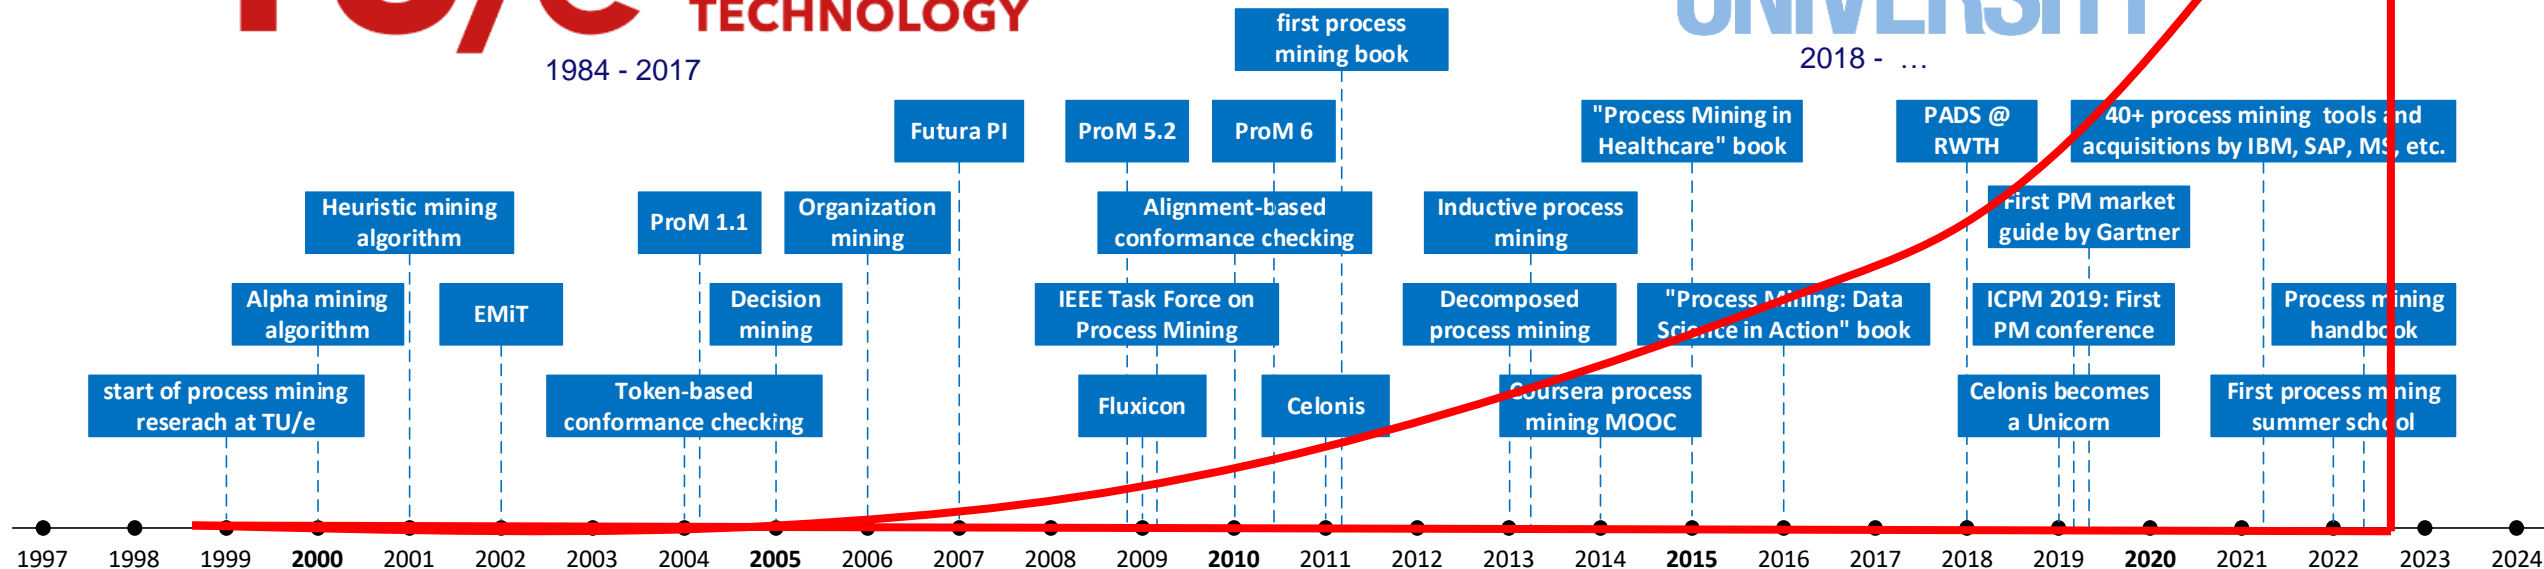 TU/e TECHNOLOGY
UNIVERSITY
1984 - 2017
2018 - …
first process
mining book
Futura PI
ProM 5.2
ProM 6
"Process Mining in
Healthcare" book
PADS @
RWTH
40+ process mining tools and
acquisitions by IBM, SAP, MS, etc.
Heuristic mining
algorithm
ProM 1.1
Organization
mining
Alignment-based
conformance checking
Inductive process
mining
First PM market
guide by Gartner
Alpha mining
algorithm
EMiT
Decision
mining
IEEE Task Force on
Process Mining
Decomposed
process mining
"Process Mining: Data
Science in Action" book
ICPM 2019: First
PM conference
Process mining
handbook
start of process mining
reserach at TU/e
Token-based
conformance checking
Fluxicon
Celonis
Coursera process
mining MOOC
Celonis becomes
a Unicorn
First process mining
summer school
1997 1998 1999 2000 2001 2002 2003 2004 2005 2006 2007 2008 2009 2010 2011 2012 2013 2014 2015 2016 2017 2018 2019 2020 2021 2022 2023 2024